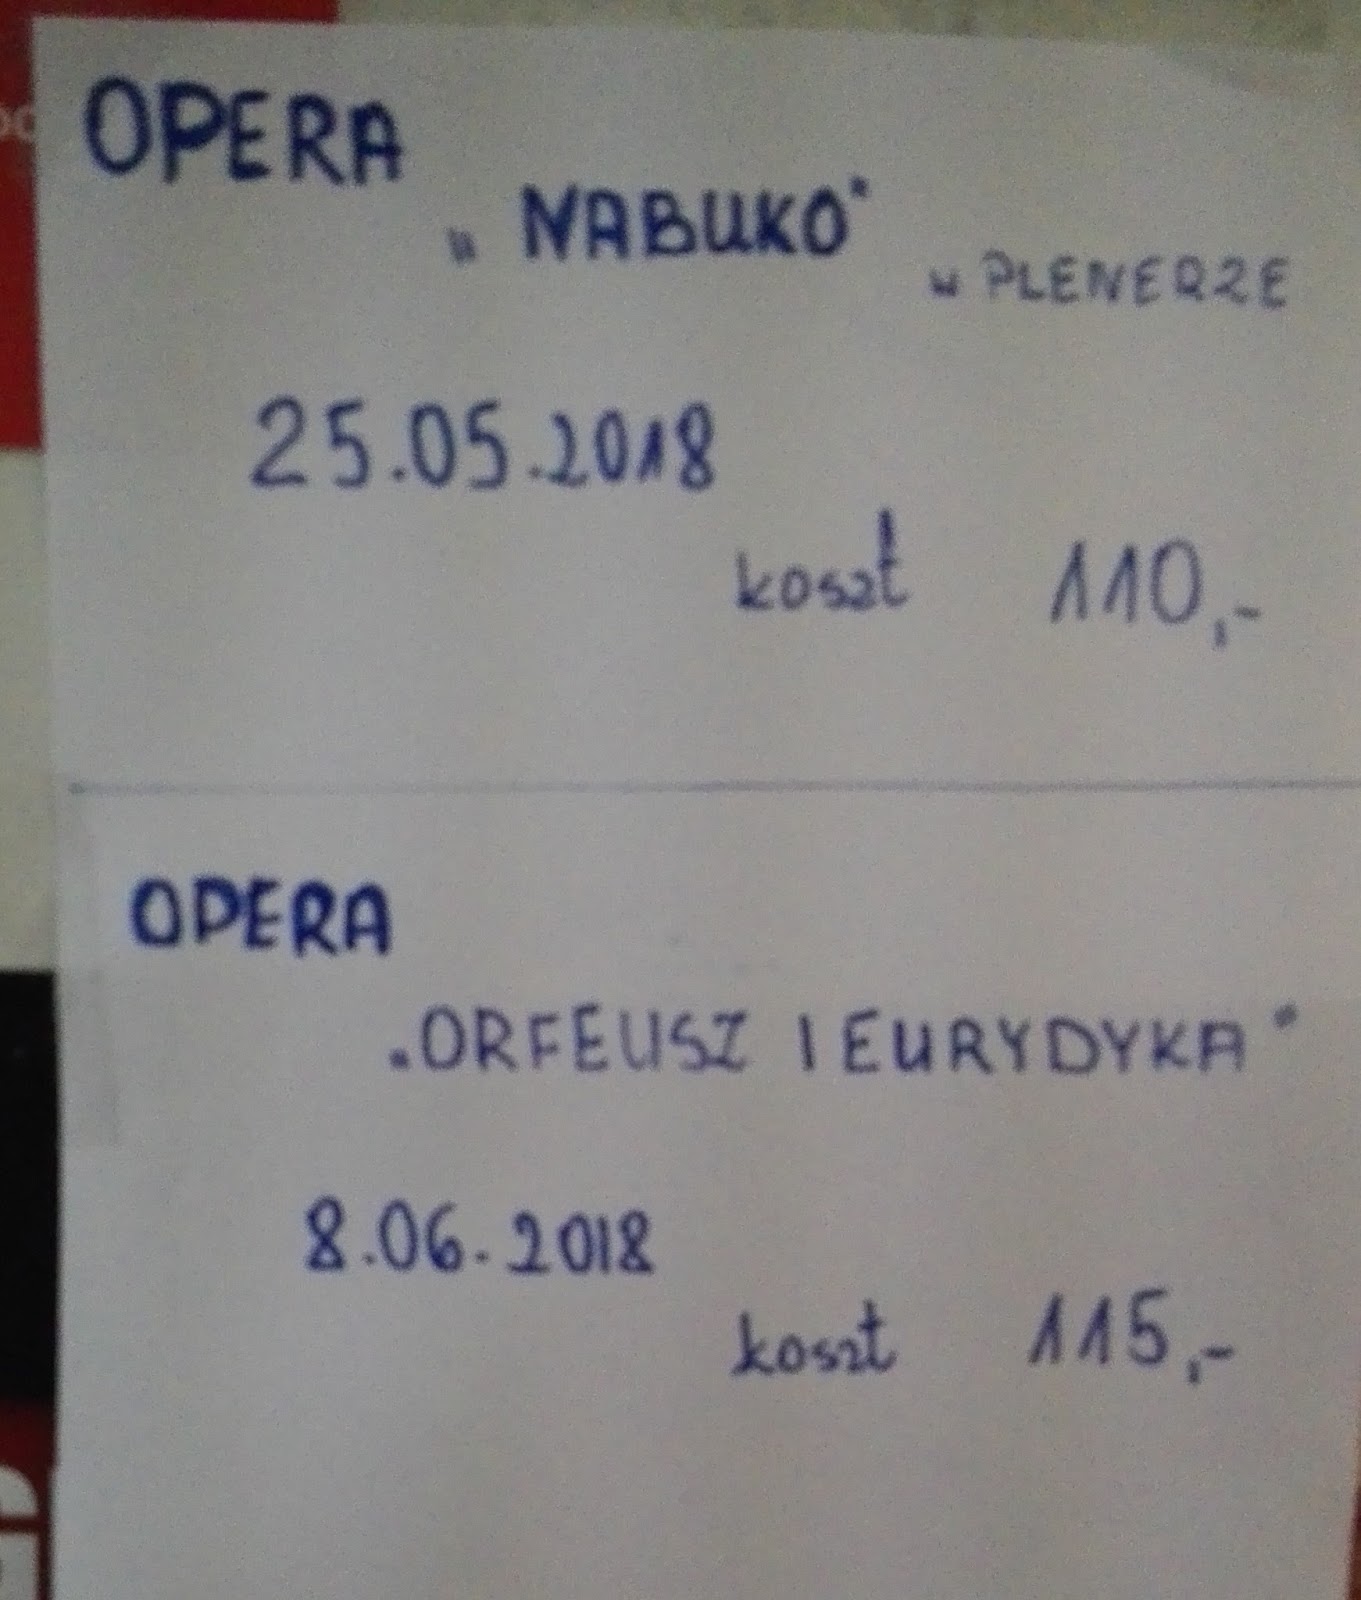 OPERA
„NABUKO"
w PLENERZE
25.05.2018
koszt 110,-
OPERA
„ORFEUSZ I EURYDYKA"
8.06.2018
koszt 115,-